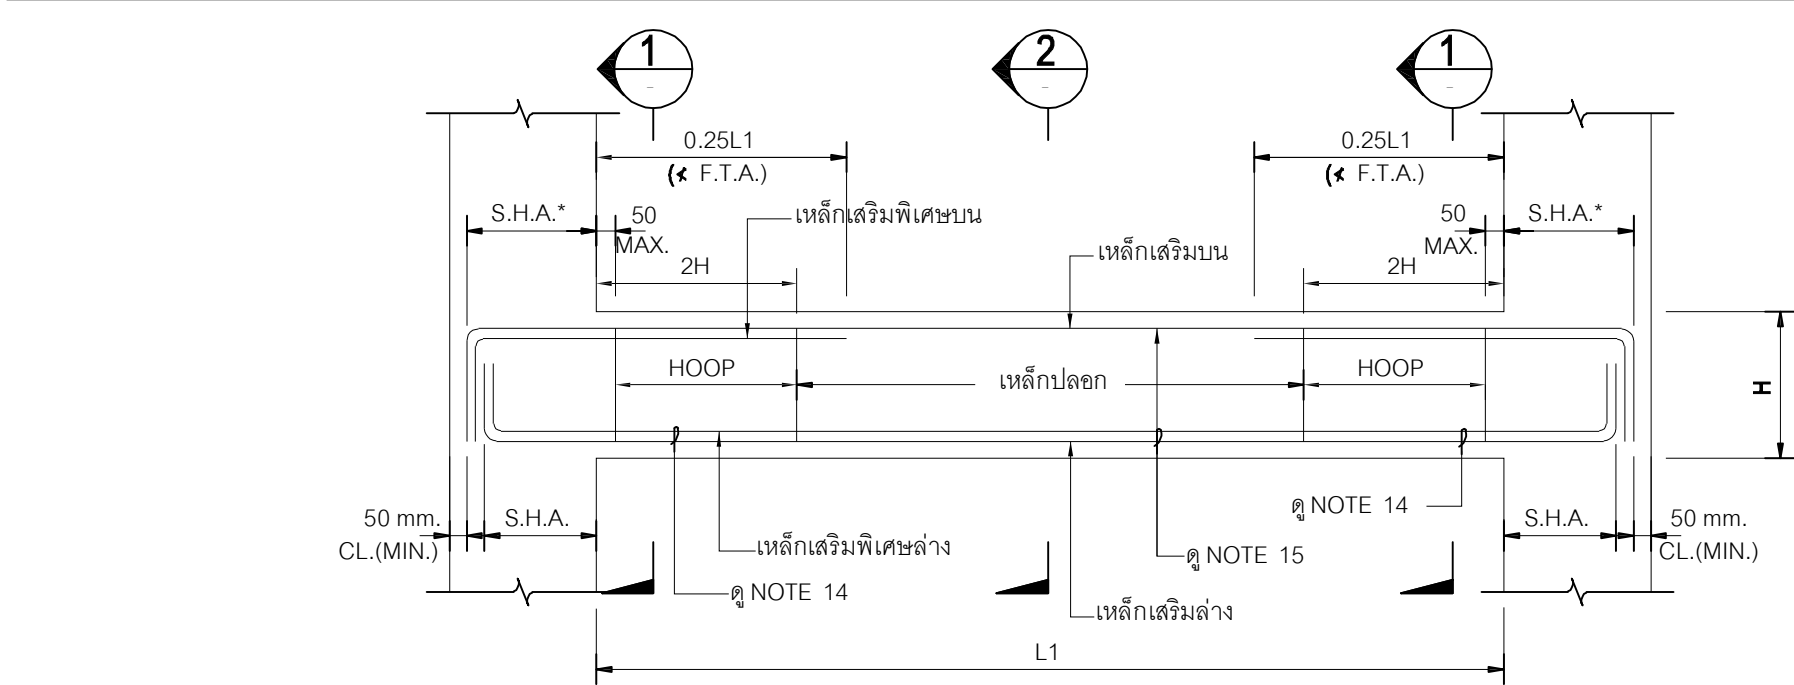 1
2
1
-
-
-
0.25L1
0.25L1
(≮ F.T.A.)
(≮ F.T.A.)
S.H.A.*
50
MAX.
เหล็กเสริมพิเศษบน
50
MAX.
S.H.A.*
2H
เหล็กเสริมบน
2H
HOOP
เหล็กปลอก
HOOP
H
50 mm.
CL.(MIN.)
S.H.A.
เหล็กเสริมพิเศษล่าง
ดู NOTE 14
ดู NOTE 15
ดู NOTE 14
S.H.A.
50 mm.
CL.(MIN.)
เหล็กเสริมล่าง
L1